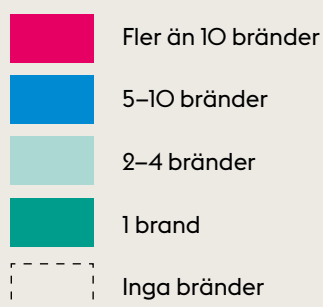 Fler än 10 bränder
5–10 bränder
2–4 bränder
1 brand
Inga bränder